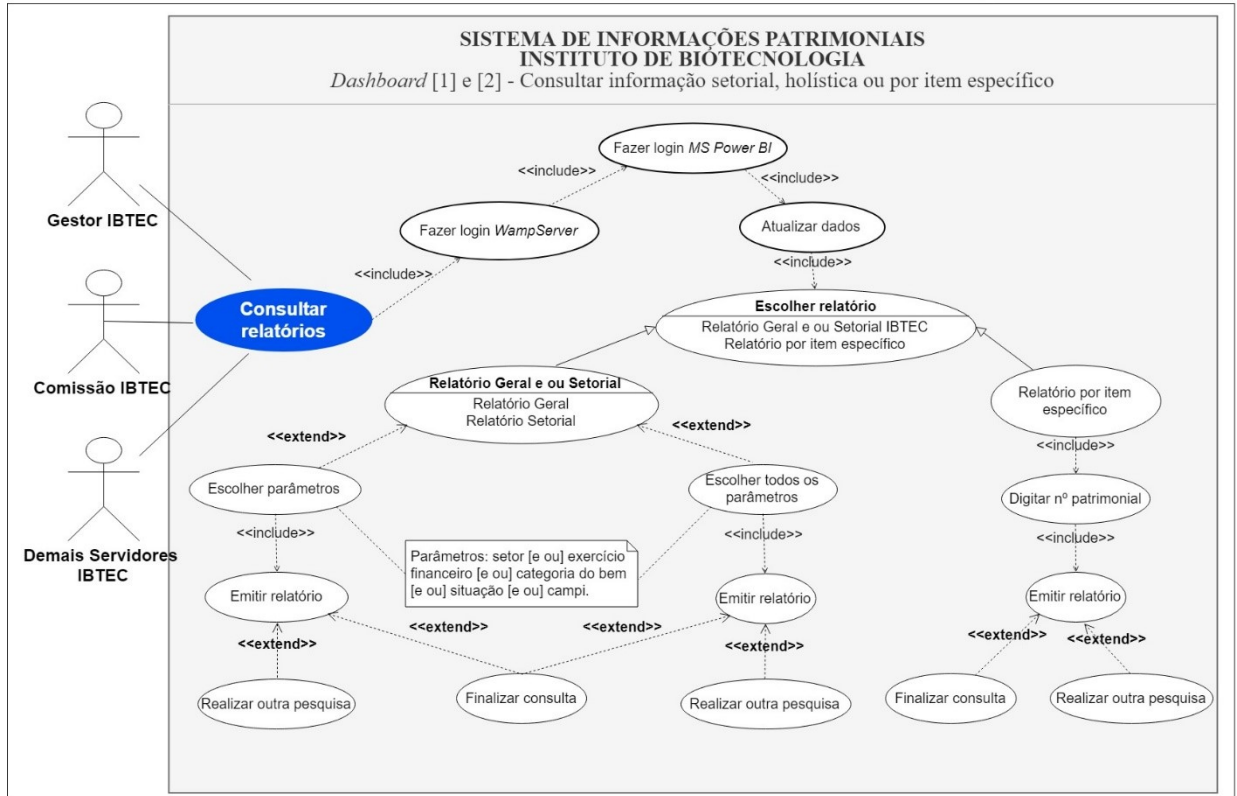 SISTEMA DE INFORMAÇÕES PATRIMONIAIS
INSTITUTO DE BIOTECNOLOGIA
Dashboard [1] e [2] - Consultar informação setorial, holística ou por item específico
Gestor IBTEC
Comissão IBTEC
Demais Servidores
IBTEC
Consultar
relatórios
<<include>>
Fazer login WampServer
<<include>>
Fazer login MS Power BI
<<include>>
Atualizar dados
<<include>>
Escolher relatório
Relatório Geral e ou Setorial IBTEC
Relatório por item específico
Relatório Geral e ou Setorial
Relatório Geral
Relatório Setorial
Relatório por item
específico
<<extend>>
<<extend>>
<<include>>
Escolher parâmetros
Escolher todos os
parâmetros
Digitar nº patrimonial
<<include>>
<<include>>
<<include>>
Parâmetros: setor [e ou] exercício
financeiro [e ou] categoria do bem
[e ou] situação [e ou] campi.
Emitir relatório
Emitir relatório
Emitir relatório
<<extend>>
<<extend>>
<<extend>>
<<extend>>
<<extend>>
<<extend>>
Realizar outra pesquisa
Finalizar consulta
Realizar outra pesquisa
Finalizar consulta
Realizar outra pesquisa